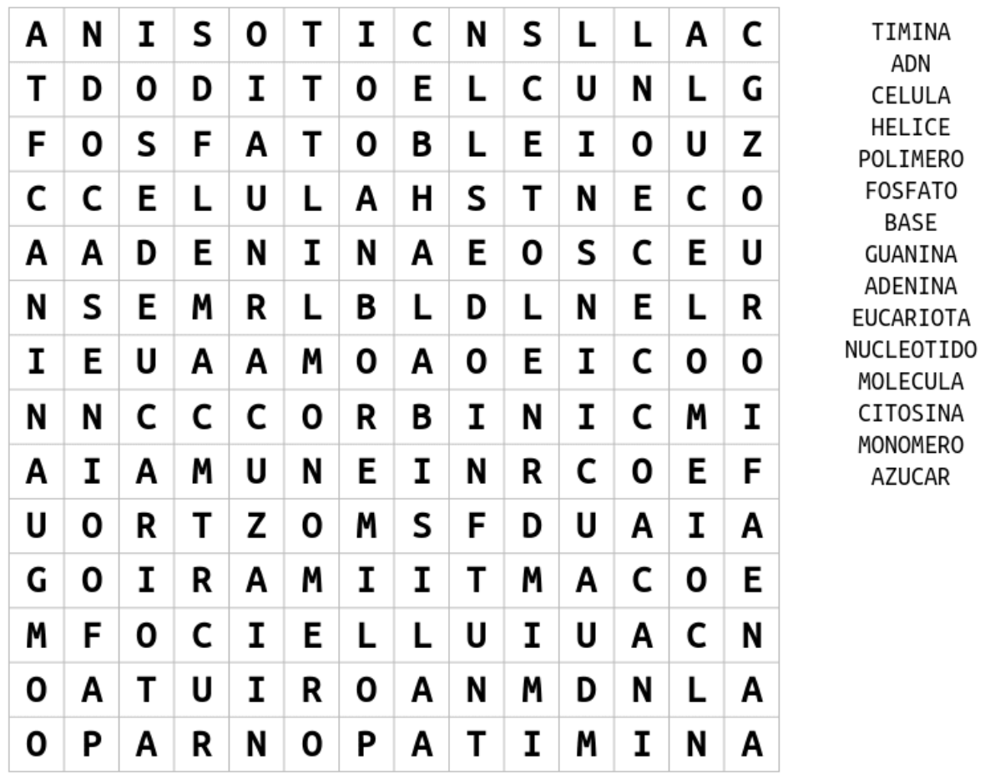 A N I S O T I C N S L L A C
T D O D I T O E L C U N L G
F O S F A T O B L E I O U Z
C C E L U L A H S T N E C O
A A D E N I N A E O S C E U
N S E M R L B L D L N E L R
I E U A A M O A O E I C O O
N N C C C O R B I N I C M I
A I A M U N E I N R C O E F
U O R T Z O M S F D U A I A
G O I R A M I I T M A C O E
M F O C I E L L U I U A C N
O A T U I R O A N M D N L A
O P A R N O P A T I M I N A
TIMINA
ADN
CELULA
HELICE
POLIMERO
FOSFATO
BASE
GUANINA
ADENINA
EUCARIOTA
NUCLEOTIDO
MOLECULA
CITOSINA
MONOMERO
AZUCAR